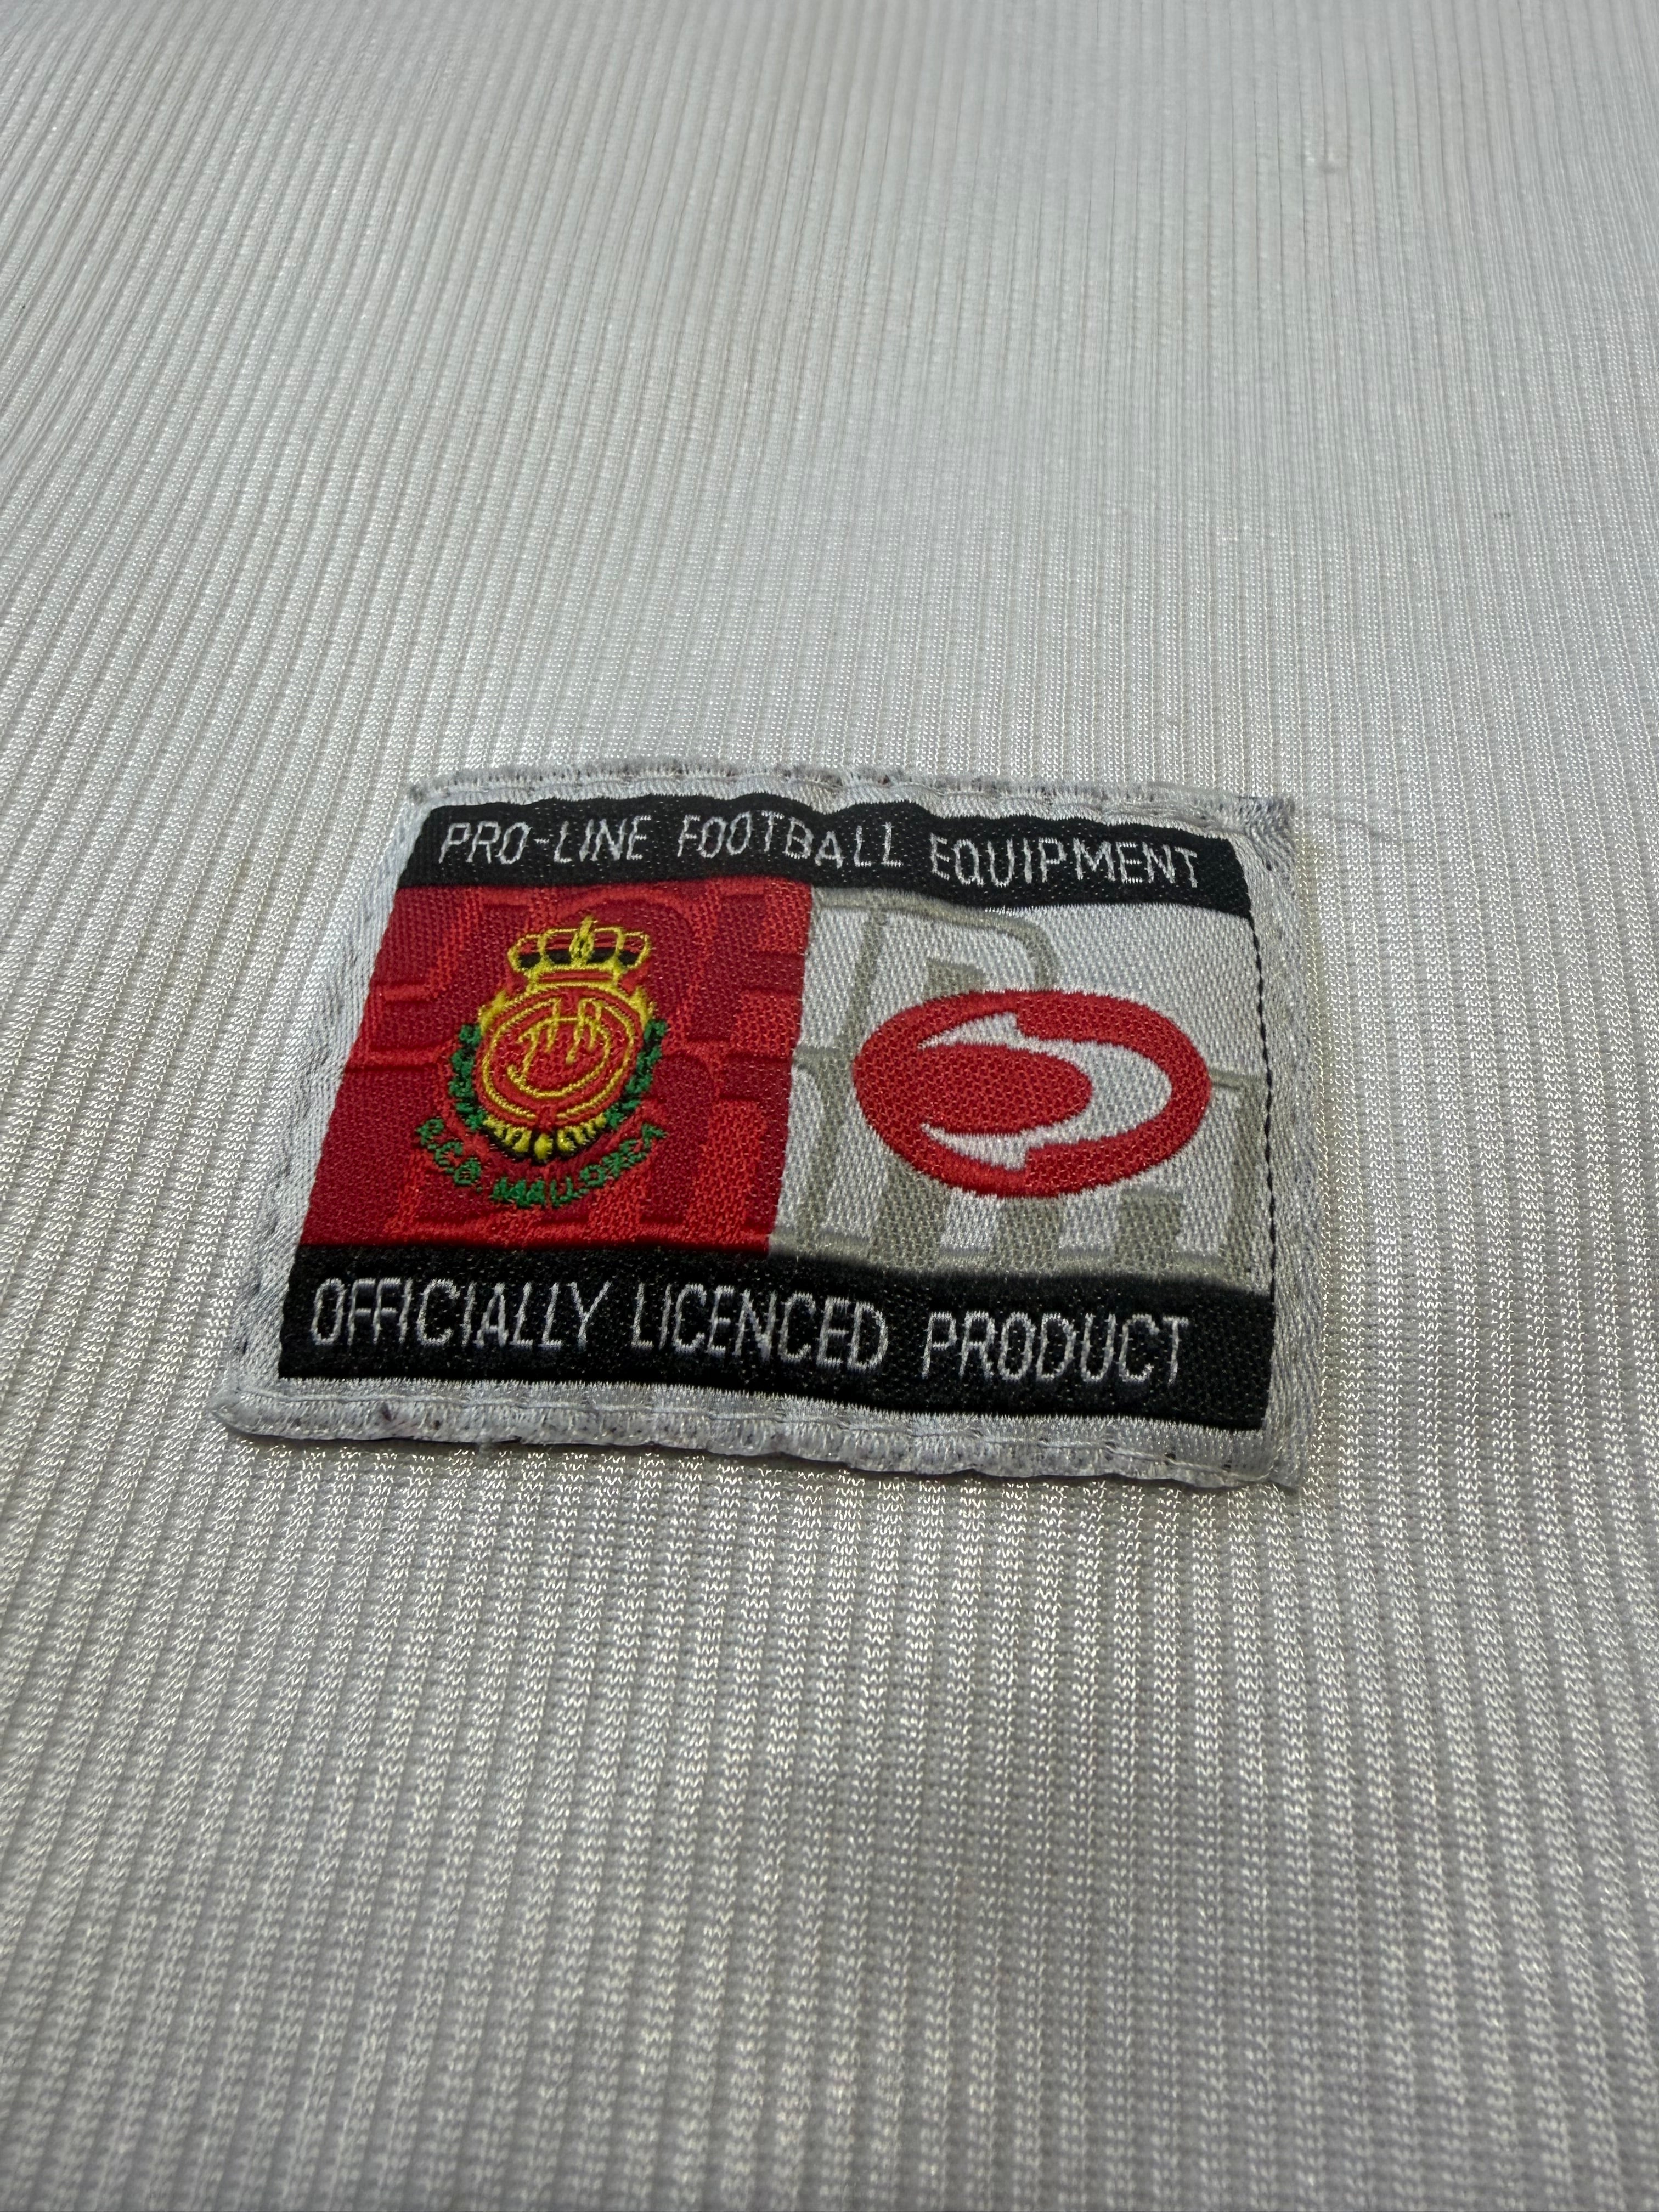 PRO-LINE FOOTBALL EQUIPMENT
R.C.D. MALLORCA
OFFICIALLY LICENCED PRODUCT